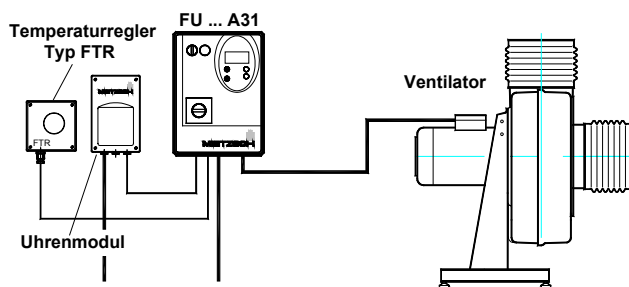 FU ... A31
Temperaturregler
Typ FTR
Ventilator
FTR
Uhrenmodul